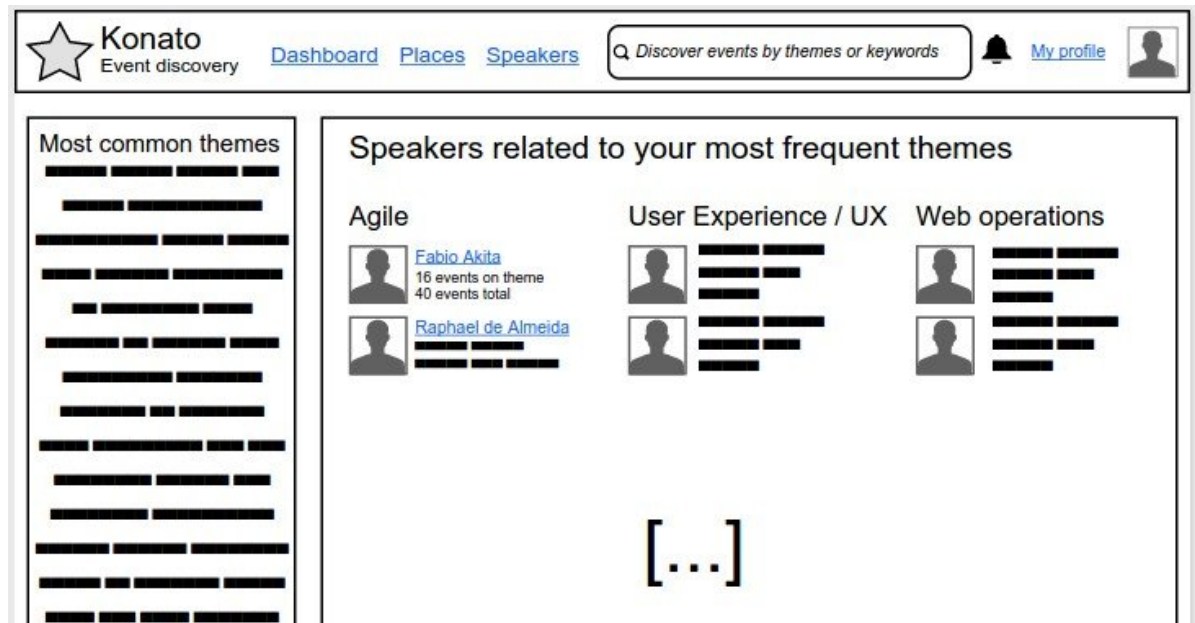 Konato
Event discovery
Dashboard Places Speakers
Discover events by themes or keywords
My profile
Most common themes
Speakers related to your most frequent themes
Agile
Fabio Akita
16 events on theme
40 events total
Raphael de Almeida
User Experience / UX
Web operations
[...]